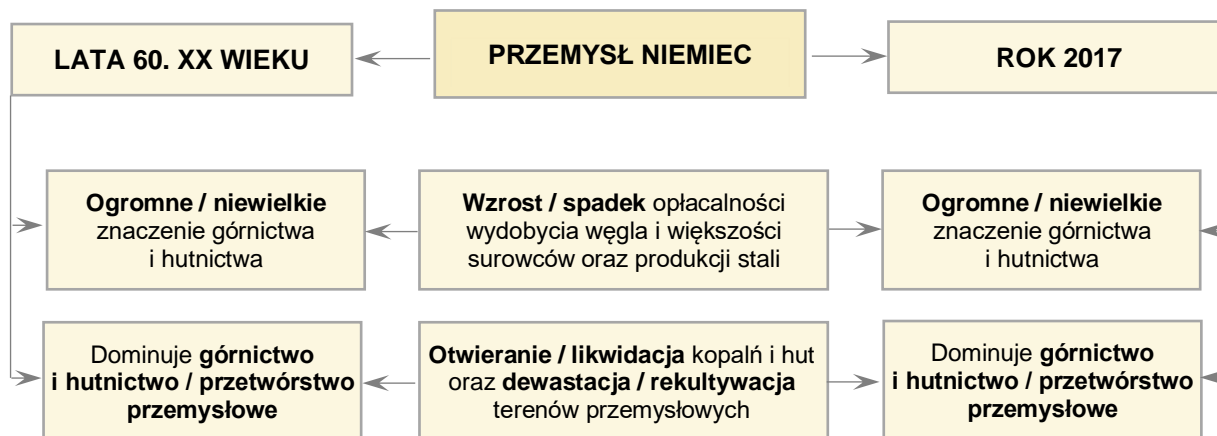 LATA 60. XX WIEKU
PRZEMYSŁ NIEMIEC
ROK 2017
Ogromne / niewielkie
znaczenie górnictwa
i hutnictwa
Wzrost / spadek opłacalności
wydobycia węgla i większości
surowców oraz produkcji stali
Ogromne / niewielkie
znaczenie górnictwa
i hutnictwa
Dominuje górnictwo
i hutnictwo / przetwórstwo
przemysłowe
Otwieranie / likwidacja kopalń i hut
oraz dewastacja / rekultywacja
terenów przemysłowych
Dominuje górnictwo
i hutnictwo / przetwórstwo
przemysłowe